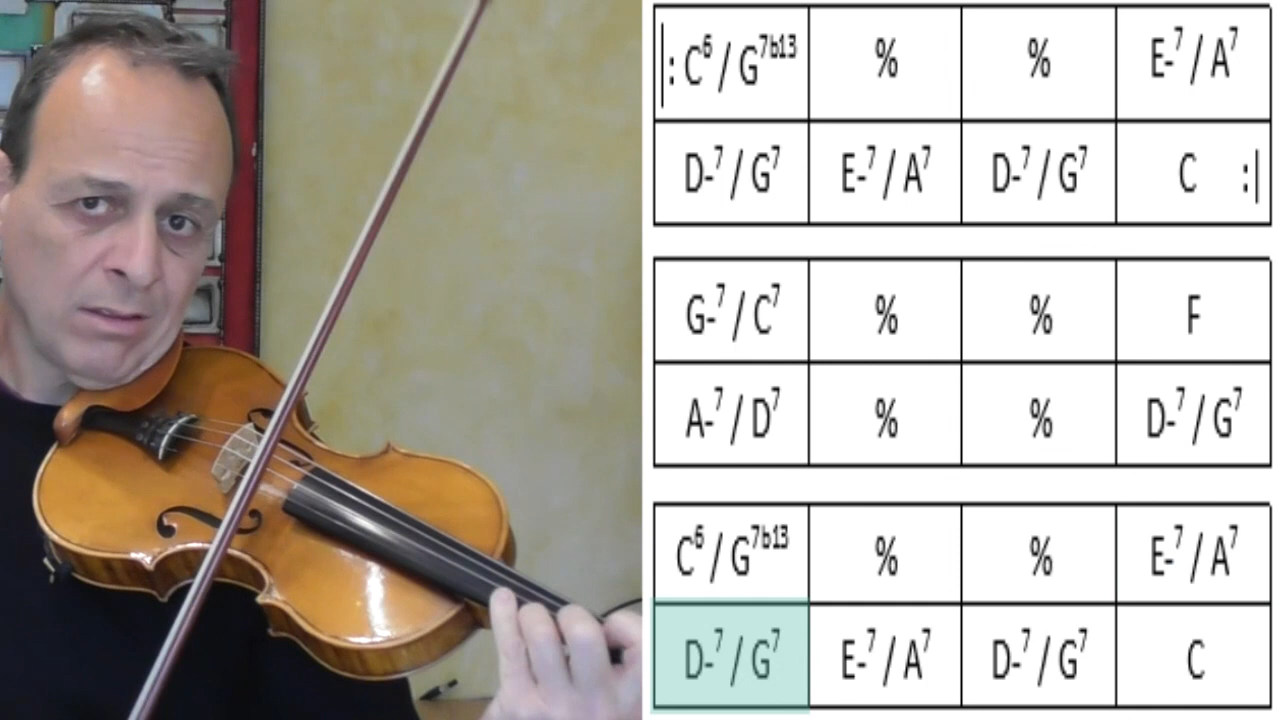 |: C6 / G7b13 % % E-7 / A7
D-7 / G7 E-7 / A7 D-7 / G7 C :|
G-7 / C7 % % F
A-7 / D7 % % D-7 / G7
C6 / G7b13 % % E-7 / A7
D-7 / G7 E-7 / A7 D-7 / G7 C